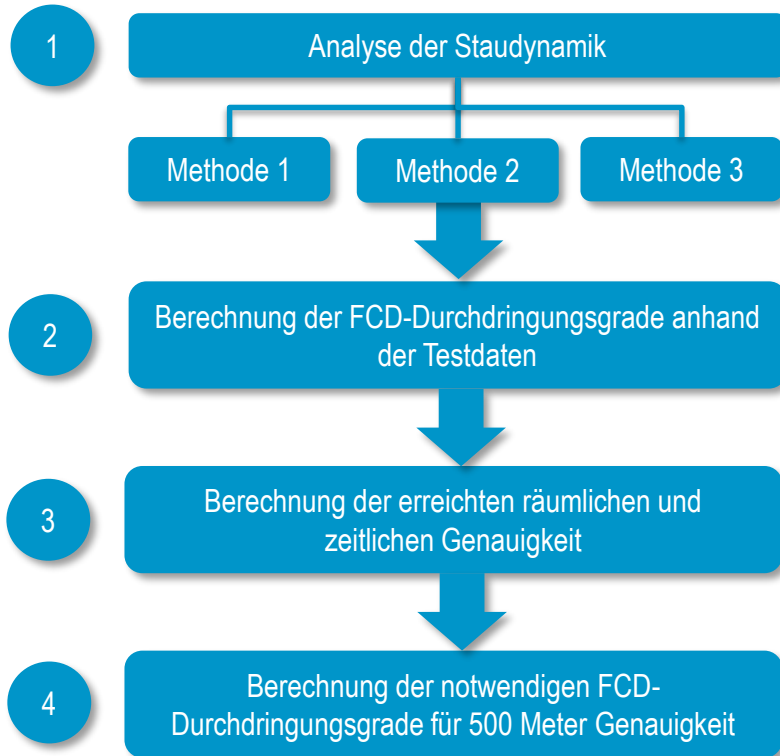 1
Analyse der Staudynamik
Methode 1
Methode 2
Methode 3
2
Berechnung der FCD-Durchdringungsgrade anhand
der Testdaten
3
Berechnung der erreichten räumlichen und
zeitlichen Genauigkeit
4
Berechnung der notwendigen FCD-
Durchdringungsgrade für 500 Meter Genauigkeit